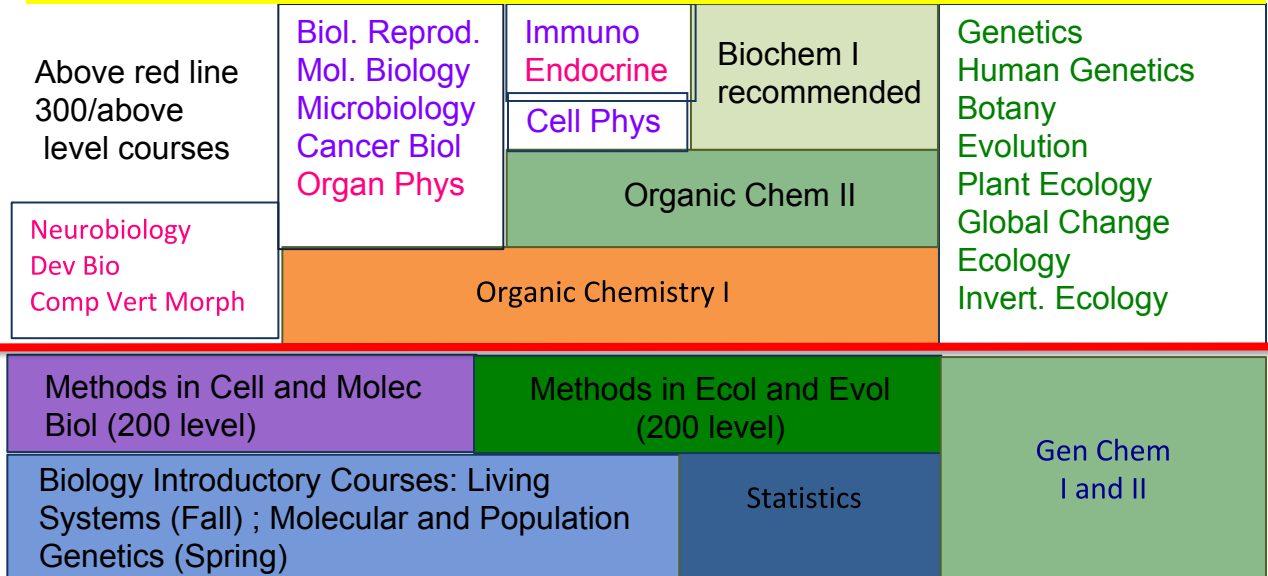 Above red line
300/above
level courses
Neurobiology
Dev Bio
Comp Vert Morph
Biol. Reprod.
Mol. Biology
Microbiology
Cancer Biol
Organ Phys
Immuno
Endocrine
Cell Phys
Biochem I
recommended
Organic Chem II
Organic Chemistry I
Genetics
Human Genetics
Botany
Evolution
Plant Ecology
Global Change
Ecology
Invert. Ecology
Methods in Cell and Molec
Biol (200 level)
Methods in Ecol and Evol
(200 level)
Gen Chem
I and II
Biology Introductory Courses: Living
Systems (Fall) ; Molecular and Population
Genetics (Spring)
Statistics